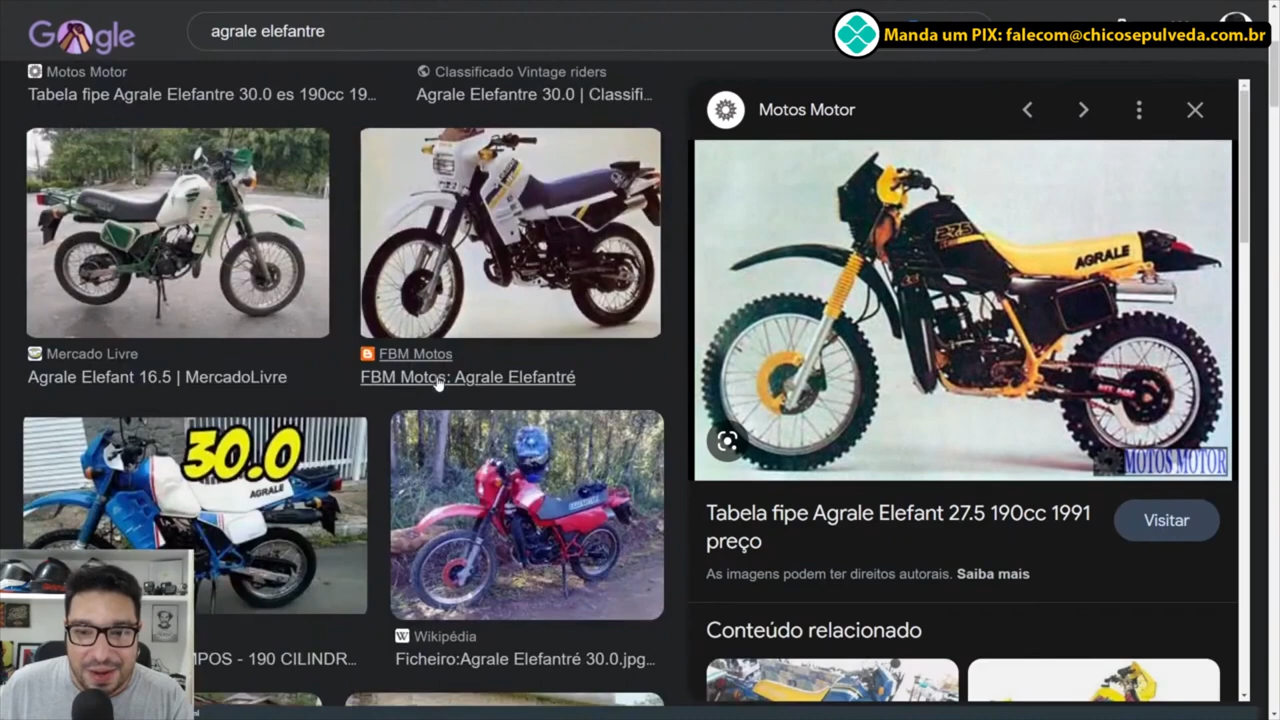 Google
agrale elefantre
Manda um PIX: falecom@chicosepulveda.com.br
Motos Motor
Tabela fipe Agrale Elefantre 30.0 es 190cc 19...
Classificado Vintage riders
Agrale Elefantre 30.0 | Classifi...
Mercado Livre
Agrale Elefant 16.5 | MercadoLivre
FBM Motos
FBM Motos: Agrale Elefantré
30.0
AGRALE
MPOS - 190 CILINDR...
Wikipédia
Ficheiro:Agrale Elefantré 30.0.jpg...
Motos Motor
27.5
AGRALE
MOTOS MOTOR
Tabela fipe Agrale Elefant 27.5 190cc 1991
preço
Visitar
As imagens podem ter direitos autorais. Saiba mais
Conteúdo relacionado